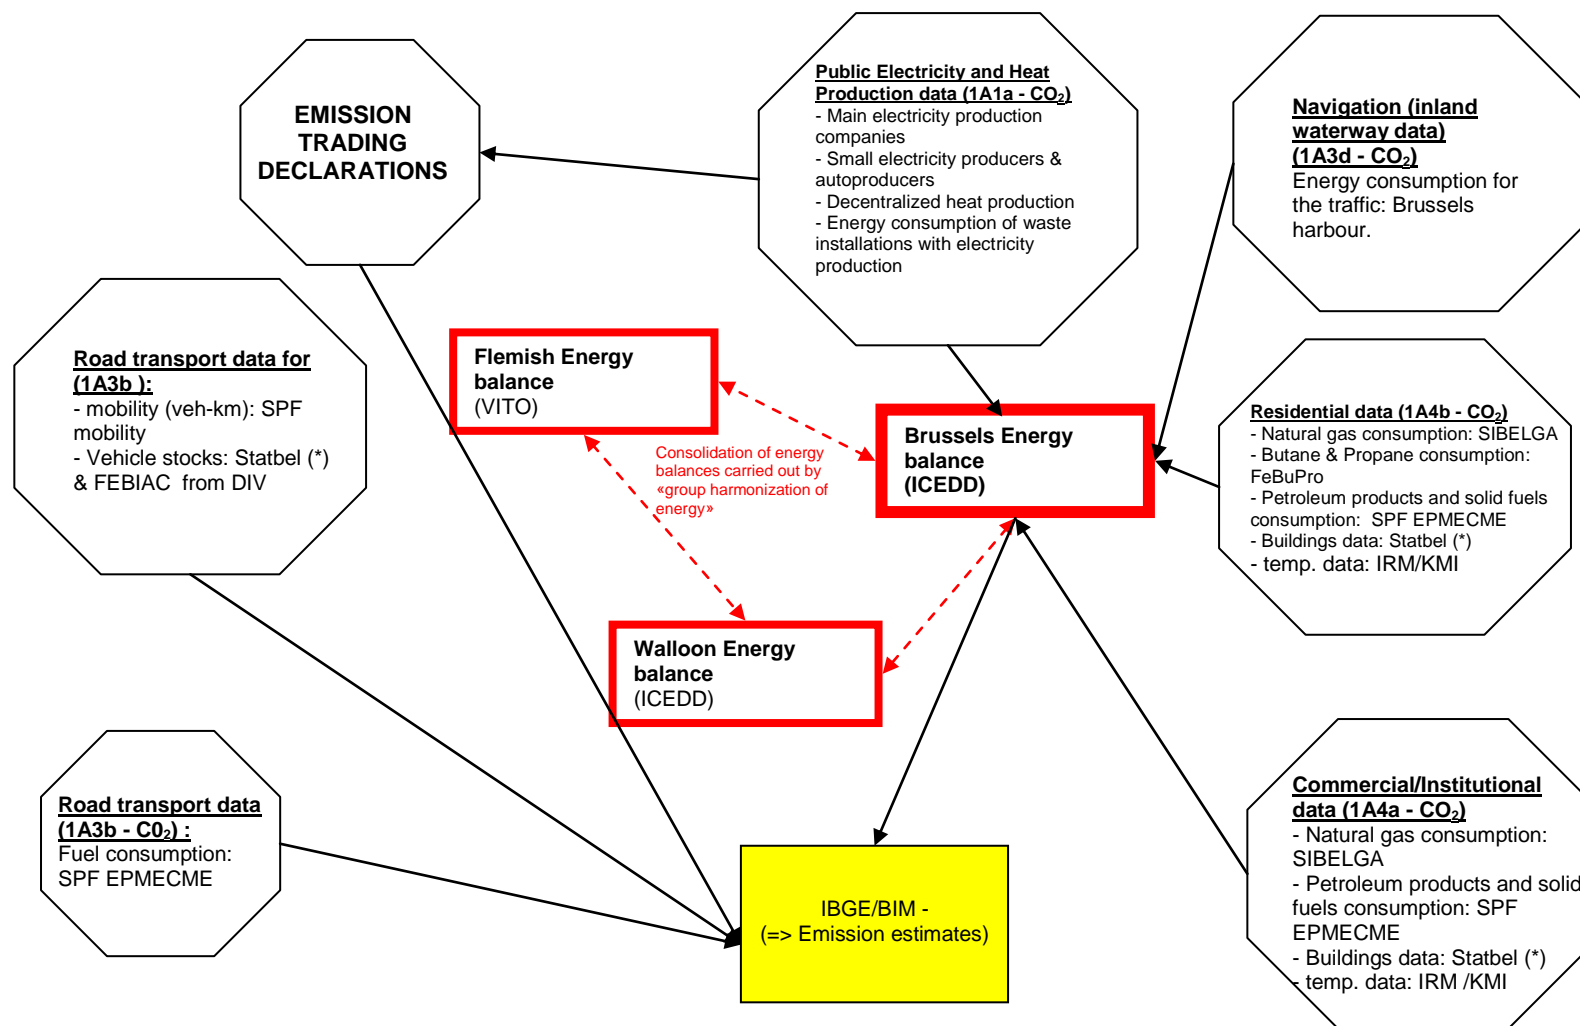 EMISSION
TRADING
DECLARATIONS
Public Electricity and Heat
Production data (1A1a - CO₂)
- Main electricity production
companies
- Small electricity producers &
autoproducers
- Decentralized heat production
- Energy consumption of waste
installations with electricity
production
Navigation (inland
waterway data)
(1A3d - CO₂)
Energy consumption for
the traffic: Brussels
harbour.
Road transport data for
(1A3b ):
- mobility (veh-km): SPF
mobility
- Vehicle stocks: Statbel (*)
& FEBIAC from DIV
Flemish Energy
balance
(VITO)
Consolidation of energy
balances carried out by
«group harmonization of
energy»
Brussels Energy
balance
(ICEDD)
Residential data (1A4b - CO₂)
- Natural gas consumption: SIBELGA
- Butane & Propane consumption:
FeBuPro
- Petroleum products and solid fuels
consumption: SPF EPMECME
- Buildings data: Statbel (*)
- temp. data: IRM/KMI
Walloon Energy
balance
(ICEDD)
Road transport data
(1A3b - C0₂) :
Fuel consumption:
SPF EPMECME
IBGE/BIM -
(=> Emission estimates)
Commercial/Institutional
data (1A4a - CO₂)
- Natural gas consumption:
SIBELGA
- Petroleum products and solid
fuels consumption: SPF
EPMECME
- Buildings data: Statbel (*)
- temp. data: IRM /KMI